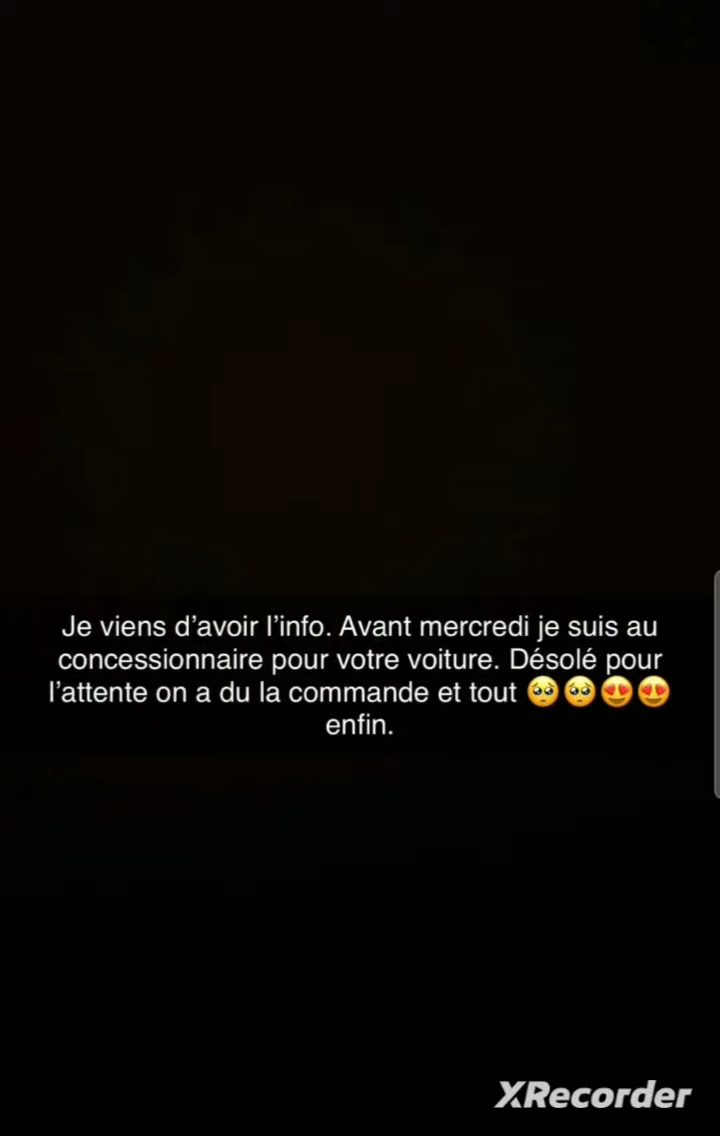 Je viens d’avoir l’info. Avant mercredi je suis au
concessionnaire pour votre voiture. Désolé pour
l’attente on a du la commande et tout 🥺🥺😍😍
enfin.
XRecorder